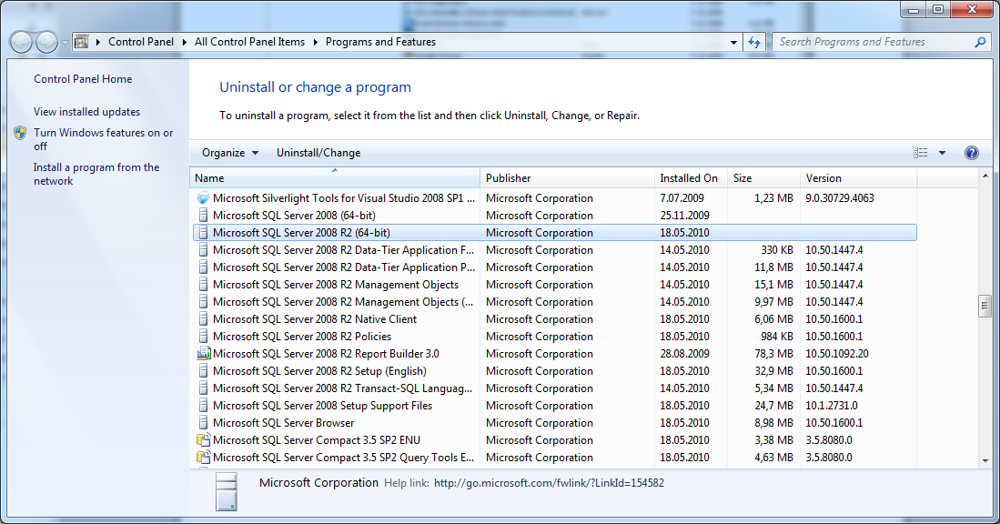 Control Panel All Control Panel Items Programs and Features Search Programs and Features
Control Panel Home
View installed updates
Turn Windows features on or
off
Install a program from the
network
Uninstall or change a program
To uninstall a program, select it from the list and then click Uninstall, Change, or Repair.
Organize Uninstall/Change
Name Publisher Installed On Size Version
Microsoft Silverlight Tools for Visual Studio 2008 SP1 ... Microsoft Corporation 7.07.2009 1,23 MB 9.0.30729.4063
Microsoft SQL Server 2008 (64-bit) Microsoft Corporation 25.11.2009
Microsoft SQL Server 2008 R2 (64-bit) Microsoft Corporation 18.05.2010
Microsoft SQL Server 2008 R2 Data-Tier Application F... Microsoft Corporation 14.05.2010 330 KB 10.50.1447.4
Microsoft SQL Server 2008 R2 Data-Tier Application P... Microsoft Corporation 14.05.2010 11,8 MB 10.50.1447.4
Microsoft SQL Server 2008 R2 Management Objects Microsoft Corporation 14.05.2010 15,1 MB 10.50.1447.4
Microsoft SQL Server 2008 R2 Management Objects (... Microsoft Corporation 14.05.2010 9,97 MB 10.50.1447.4
Microsoft SQL Server 2008 R2 Native Client Microsoft Corporation 18.05.2010 6,06 MB 10.50.1600.1
Microsoft SQL Server 2008 R2 Policies Microsoft Corporation 18.05.2010 984 KB 10.50.1600.1
Microsoft SQL Server 2008 R2 Report Builder 3.0 Microsoft Corporation 28.08.2009 78,3 MB 10.50.1092.20
Microsoft SQL Server 2008 R2 Setup (English) Microsoft Corporation 18.05.2010 32,9 MB 10.50.1600.1
Microsoft SQL Server 2008 R2 Transact-SQL Languag... Microsoft Corporation 14.05.2010 5,34 MB 10.50.1447.4
Microsoft SQL Server 2008 Setup Support Files Microsoft Corporation 18.05.2010 24,7 MB 10.1.2731.0
Microsoft SQL Server Browser Microsoft Corporation 18.05.2010 8,98 MB 10.50.1600.1
Microsoft SQL Server Compact 3.5 SP2 ENU Microsoft Corporation 18.05.2010 3,38 MB 3.5.8080.0
Microsoft SQL Server Compact 3.5 SP2 Query Tools E... Microsoft Corporation 18.05.2010 4,63 MB 3.5.8080.0
Microsoft Corporation Help link: http://go.microsoft.com/fwlink/?LinkId=154582